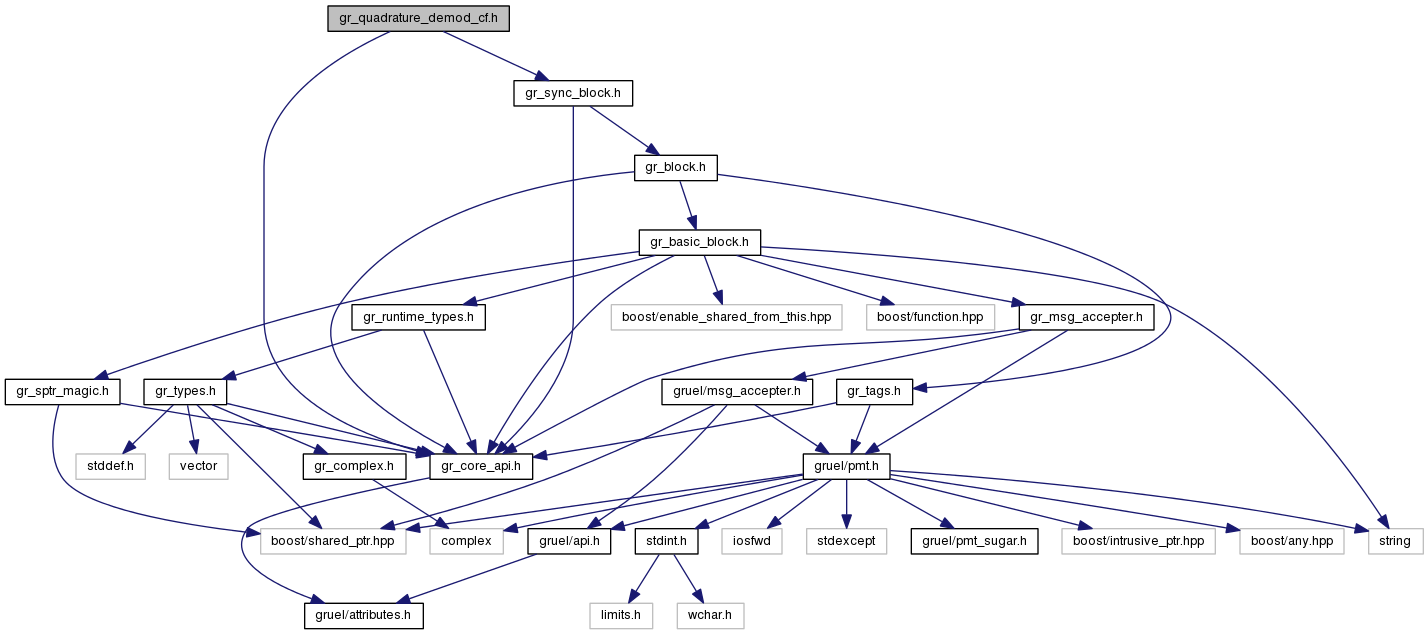 gr_quadrature_demod_cf.h
gr_sync_block.h
gr_block.h
gr_basic_block.h
gr_runtime_types.h
boost/enable_shared_from_this.hpp
boost/function.hpp
gr_msg_accepter.h
gr_sptr_magic.h
gr_types.h
gruel/msg_accepter.h
gr_tags.h
stddef.h
vector
gr_complex.h
gr_core_api.h
gruel/pmt.h
boost/shared_ptr.hpp
complex
gruel/api.h
stdint.h
iosfwd
stdexcept
gruel/pmt_sugar.h
boost/intrusive_ptr.hpp
boost/any.hpp
string
gruel/attributes.h
limits.h
wchar.h